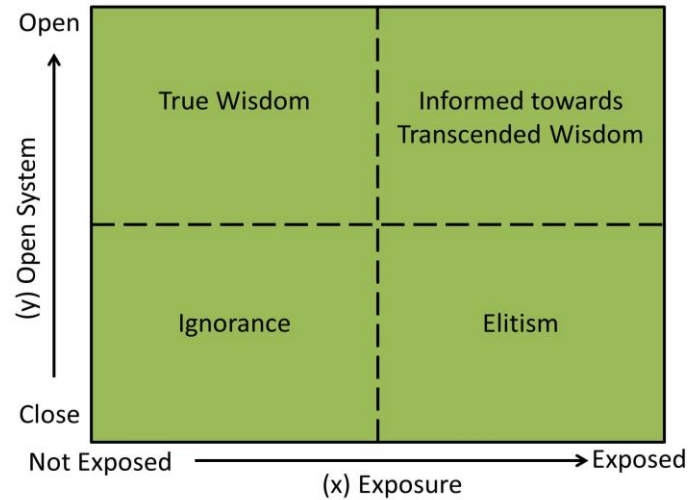 Open
True Wisdom
Informed towards
Transcended Wisdom
(y) Open System
Ignorance
Elitism
Close
Not Exposed
Exposed
(x) Exposure